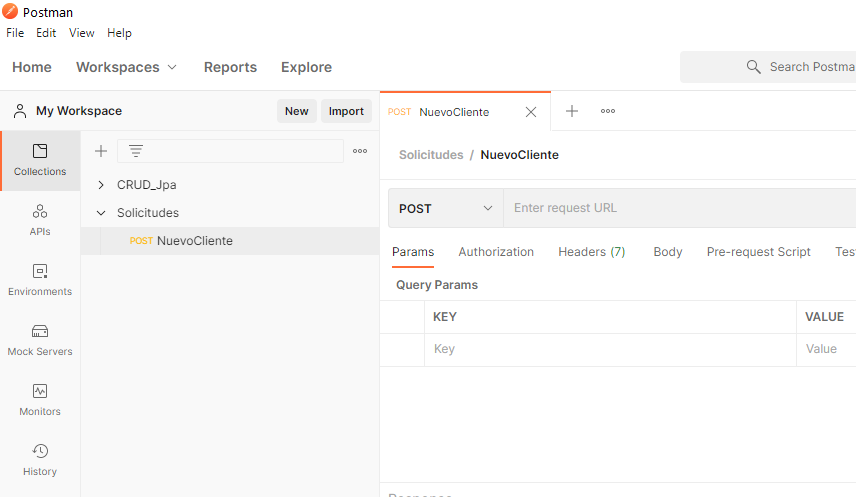 Postman
File Edit View Help
Home Workspaces Reports Explore Search Postma
My Workspace New Import
POST NuevoCliente
Collections
CRUD_Jpa
Solicitudes
POST NuevoCliente
APIs
Environments
Mock Servers
Monitors
History
Solicitudes / NuevoCliente
POST Enter request URL
Params Authorization Headers (7) Body Pre-request Script Test
Query Params
KEY VALUE
Key Value
Response